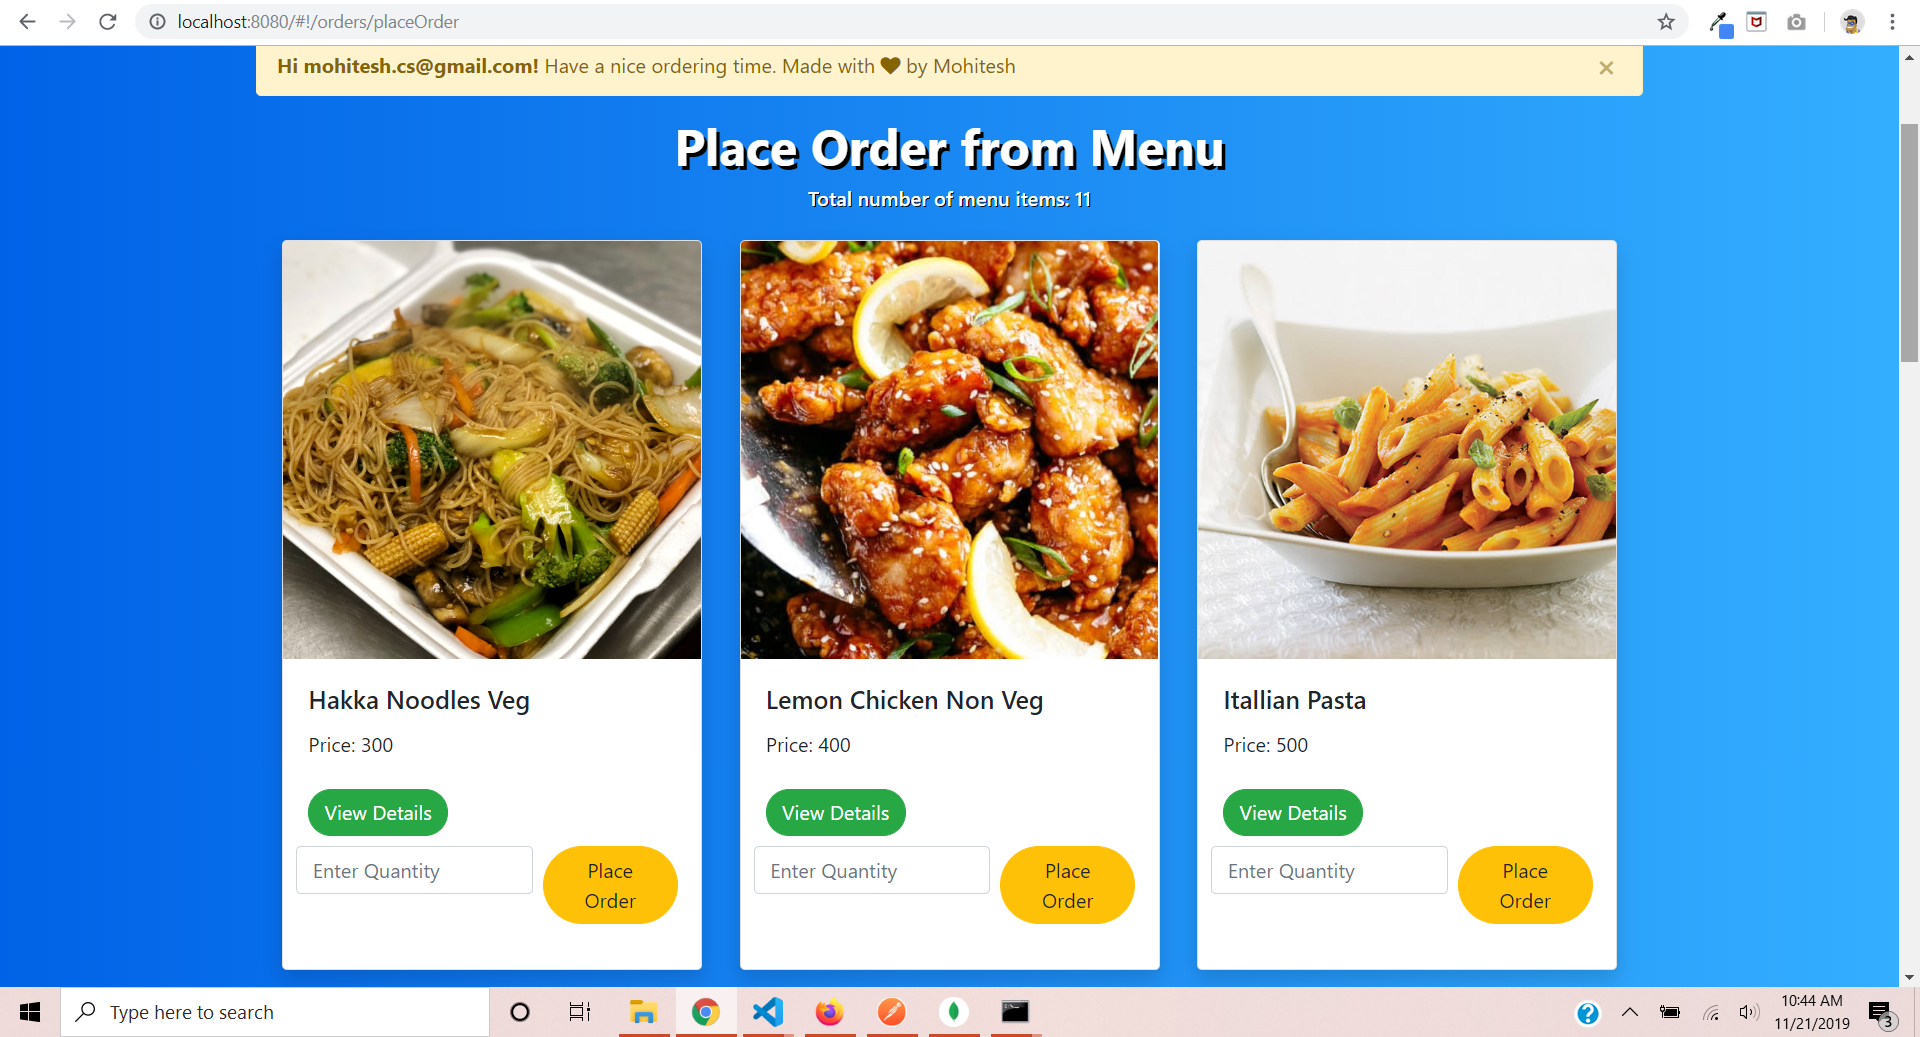 localhost:8080/#!/orders/placeOrder
Hi mohitesh.cs@gmail.com! Have a nice ordering time. Made with ♥ by Mohitesh ×
Place Order from Menu
Total number of menu items: 11
Hakka Noodles Veg
Price: 300
View Details
Enter Quantity
Place
Order
Lemon Chicken Non Veg
Price: 400
View Details
Enter Quantity
Place
Order
Itallian Pasta
Price: 500
View Details
Enter Quantity
Place
Order
Type here to search
10:44 AM
11/21/2019
3